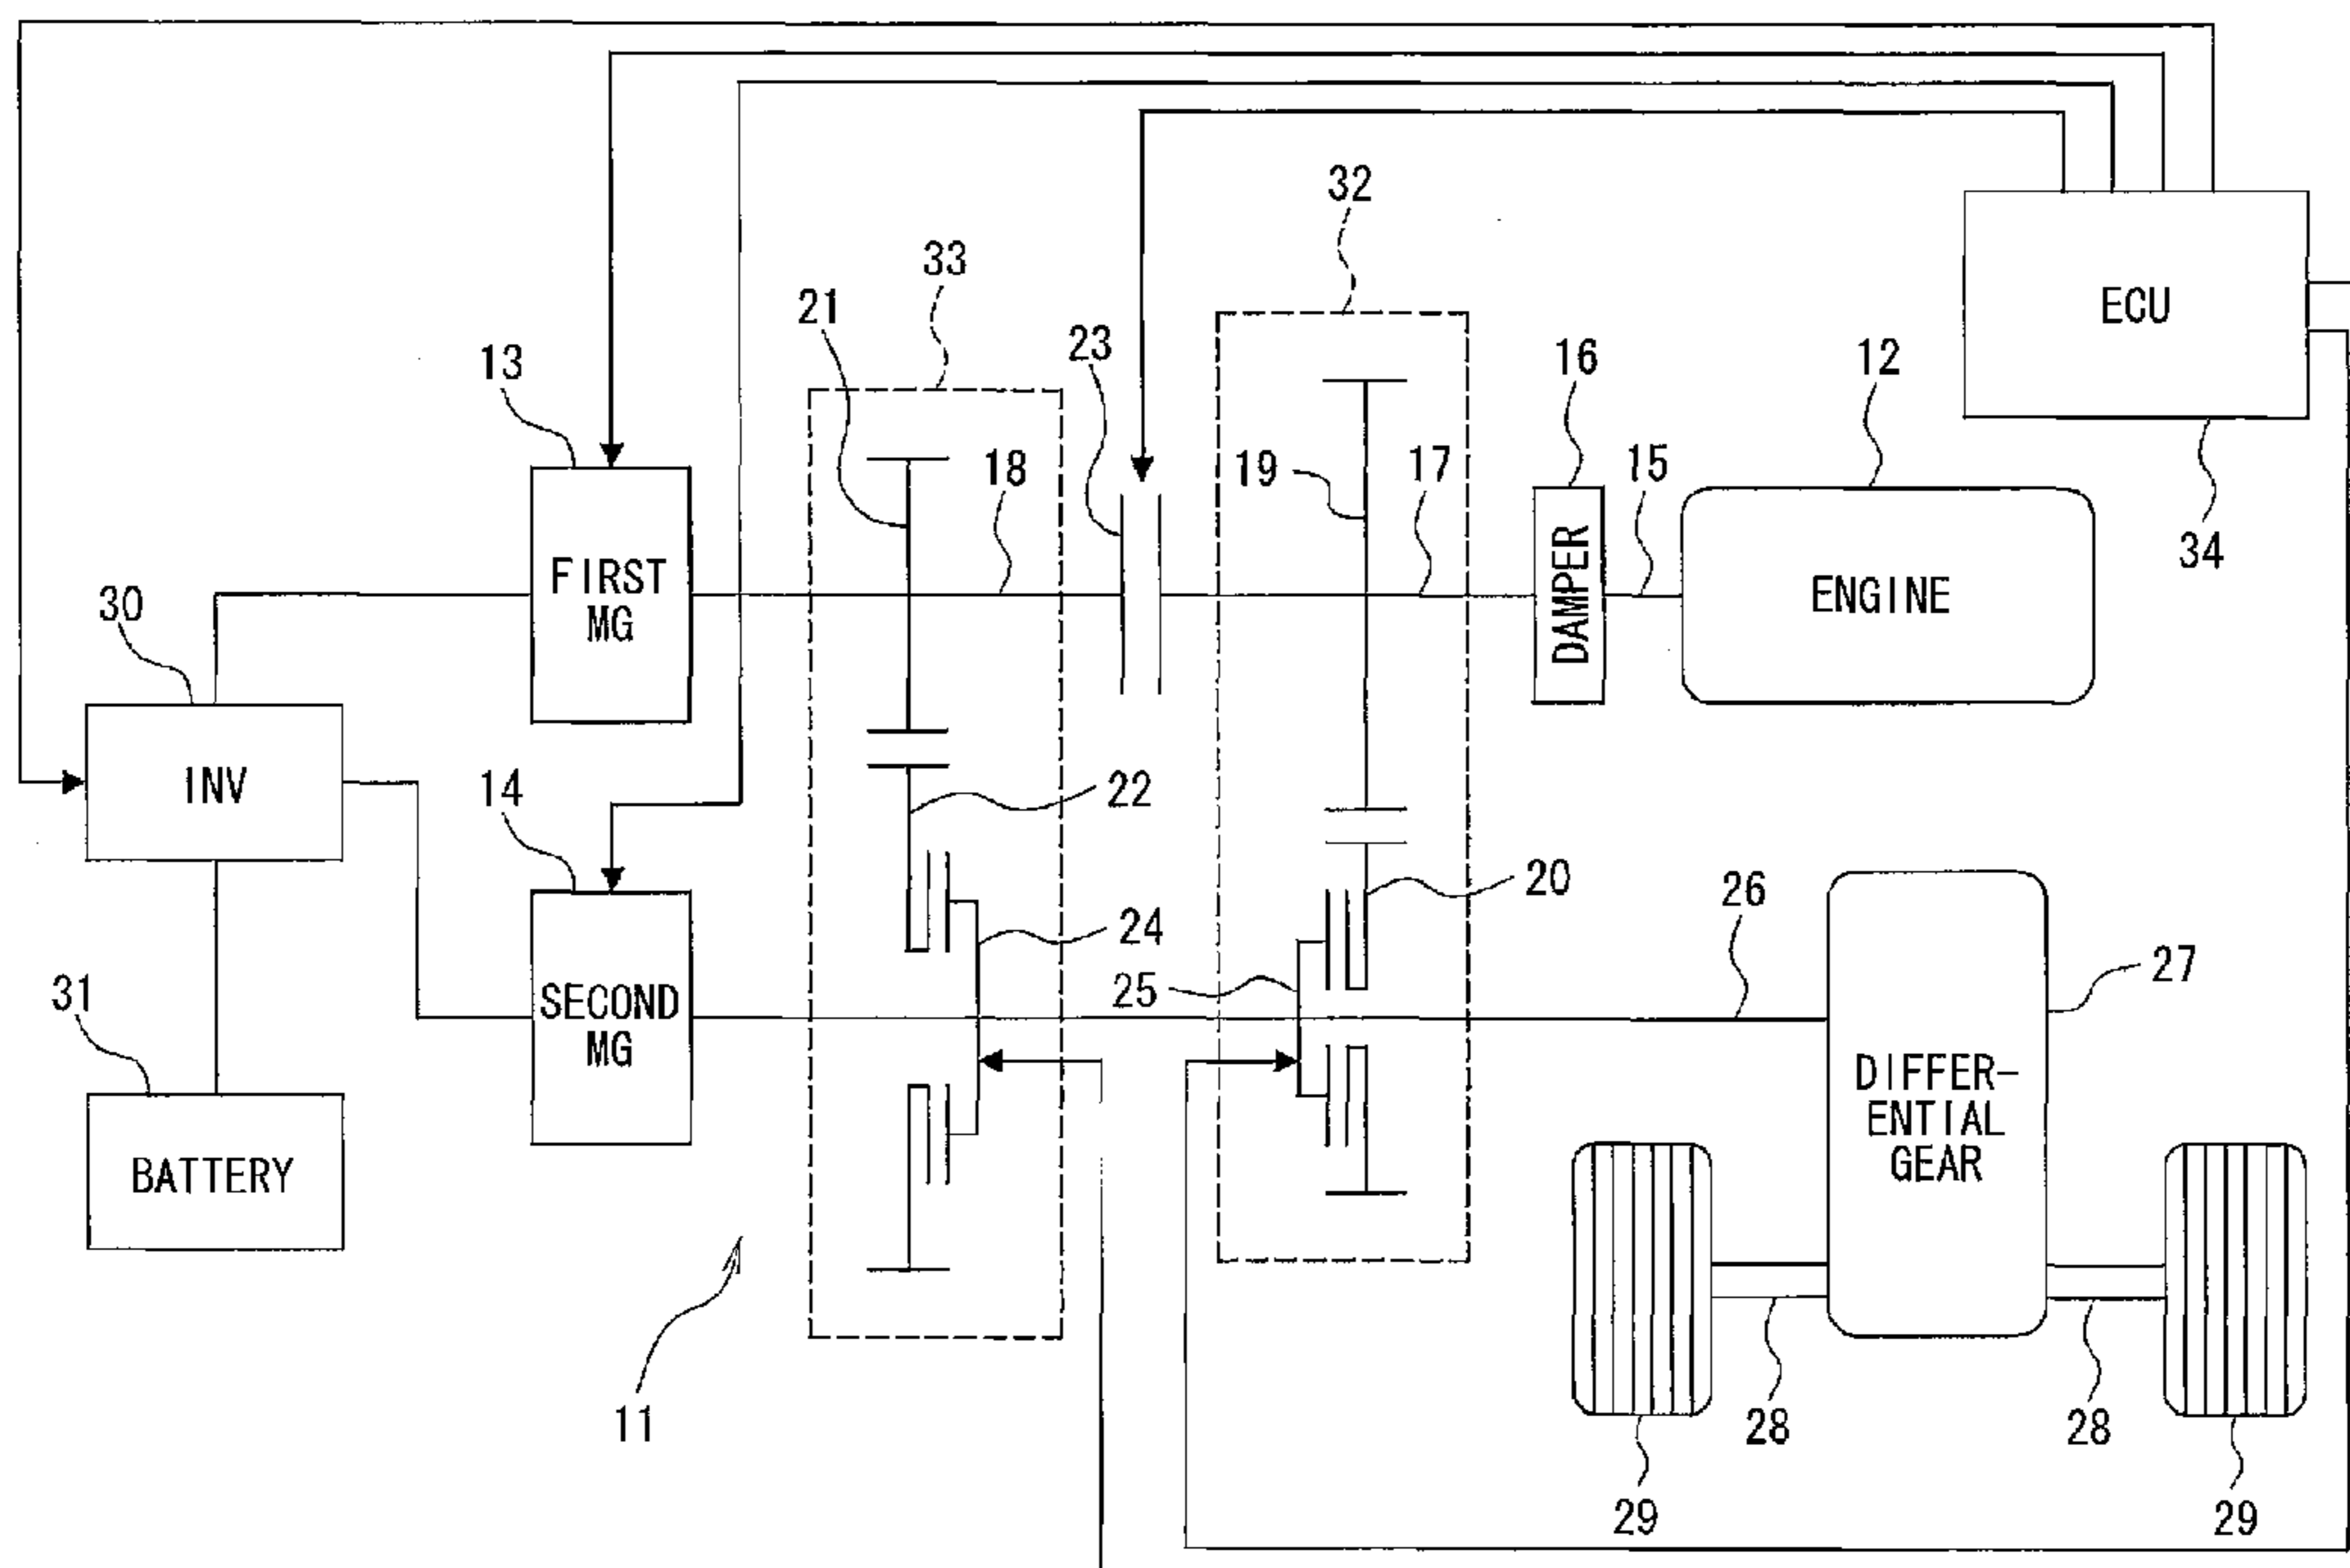 32
33
ECU
21
23
16
12
13
19
17
15
18
34
FIRST
MG
DAMPER
ENGINE
30
INV
14
22
20
24
26
25
27
31
SECOND
MG
DIFFER-
ENTIAL
GEAR
BATTERY
11
28
28
29
29